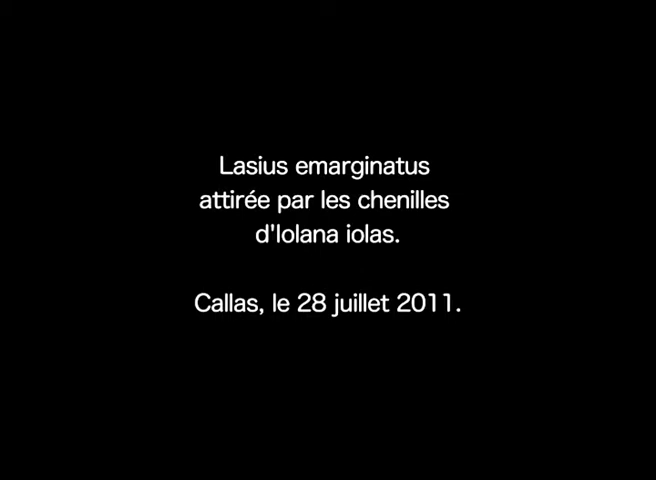 Lasius emarginatus
attirée par les chenilles
d'Iolana iolas.
Callas, le 28 juillet 2011.